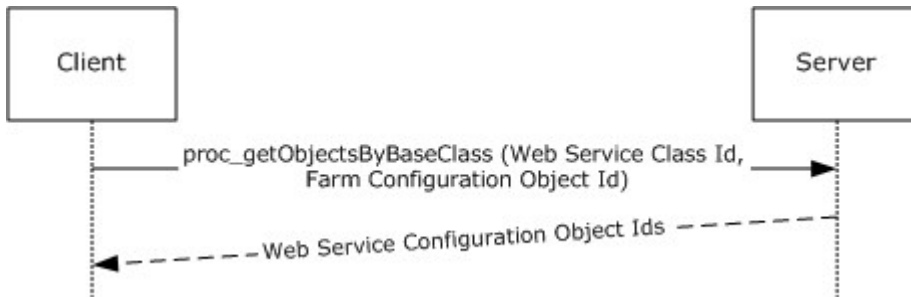 Client
Server
proc_getObjectsByBaseClass (Web Service Class Id,
Farm Configuration Object Id)
Web Service Configuration Object Ids